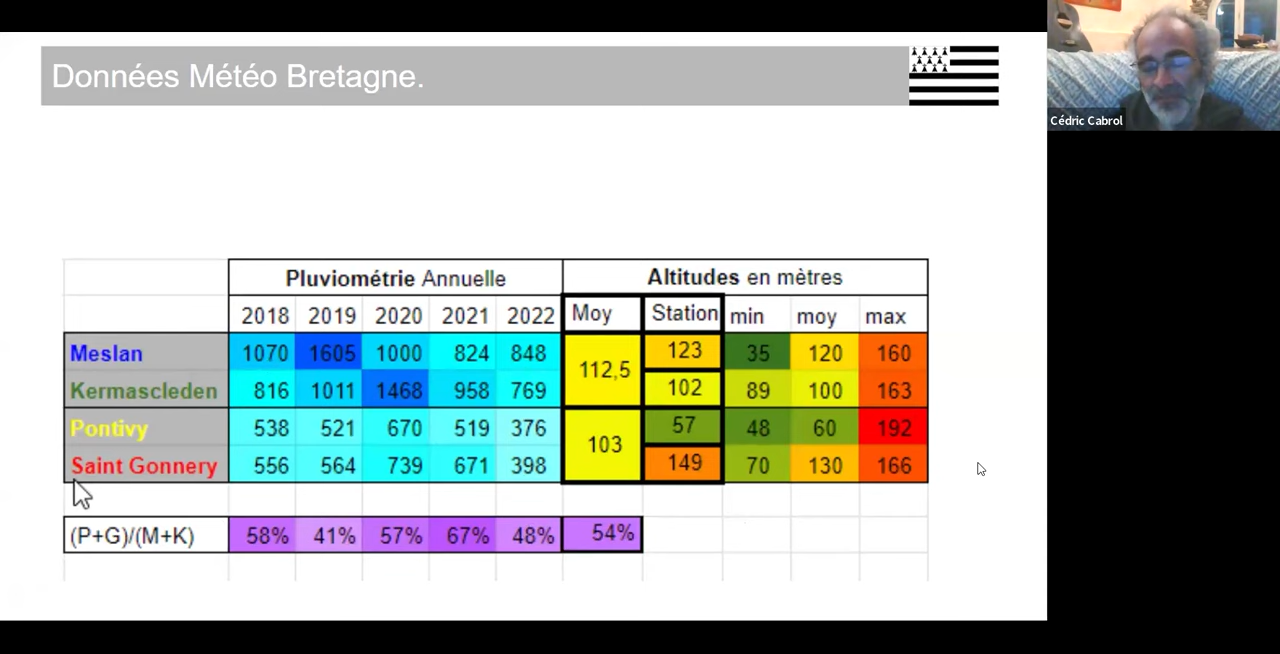 Données Météo Bretagne.
Cédric Cabrol
Pluviométrie Annuelle Altitudes en mètres
2018 2019 2020 2021 2022 Moy Station min moy max
Meslan 1070 1605 1000 824 848 112,5 123 35 120 160
Kermascleden 816 1011 1468 958 769 102 89 100 163
Pontivy 538 521 670 519 376 103 57 48 60 192
Saint Gonnery 556 564 739 671 398 149 70 130 166
(P+G)/(M+K) 58% 41% 57% 67% 48% 54%